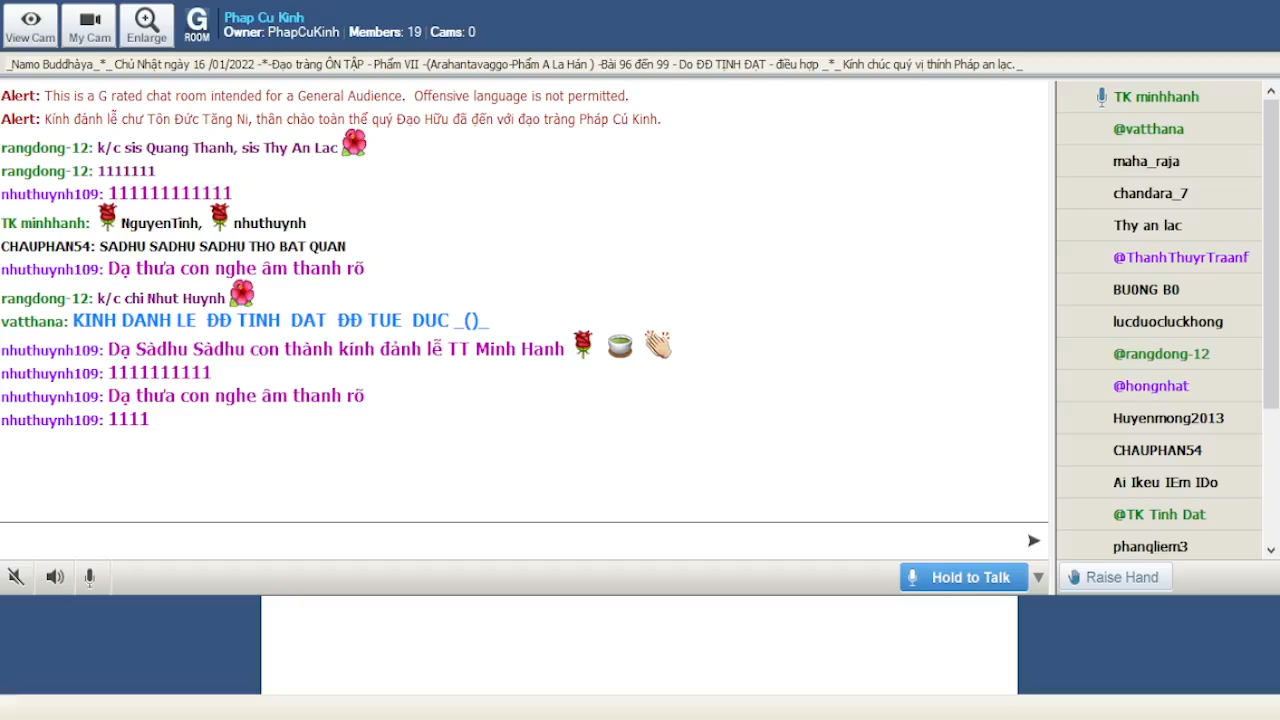 View Cam
My Cam
Enlarge
G
ROOM
Phap Cu Kinh
Owner: PhapCuKinh | Members: 19 | Cams: 0
_Namo Buddhàya_*_ Chủ Nhật ngày 16 /01/2022 -*-Đạo tràng ÔN TẬP - Phẩm VII -(Arahantavaggo-Phẩm A La Hán ) -Bài 96 đến 99 - Do ĐĐ TỊNH ĐẠT - điều hợp _*_ Kính chúc quý vị thính Pháp an lạc._
Alert: This is a G rated chat room intended for a General Audience.  Offensive language is not permitted.
Alert: Kính đảnh lễ chư Tôn Đức Tăng Ni, thân chào toàn thể quý Đạo Hữu đã đến với đạo tràng Pháp Cú Kinh.
rangdong-12: k/c sis Quang Thanh, sis Thy An Lac
rangdong-12: 1111111
nhuthuynh109: 111111111111
TK minhhanh: NguyenTinh, nhuthuynh
CHAUPHAN54: SADHU SADHU SADHU THO BAT QUAN
nhuthuynh109: Dạ thưa con nghe âm thanh rõ
rangdong-12: k/c chi Nhut Huynh
vatthana: KINH DANH LE  ĐĐ TINH  DAT  ĐĐ TUE  DUC _()_
nhuthuynh109: Dạ Sàdhu Sàdhu con thành kính đảnh lễ TT Minh Hanh
nhuthuynh109: 1111111111
nhuthuynh109: Dạ thưa con nghe âm thanh rõ
nhuthuynh109: 1111
TK minhhanh
@vatthana
maha_raja
chandara_7
Thy an lac
@ThanhThuyrTraanf
BU0NG B0
lucduocluckhong
@rangdong-12
@hongnhat
Huyenmong2013
CHAUPHAN54
Ai Ikeu IEm IDo
@TK Tinh Dat
phanqliem3
Hold to Talk
Raise Hand